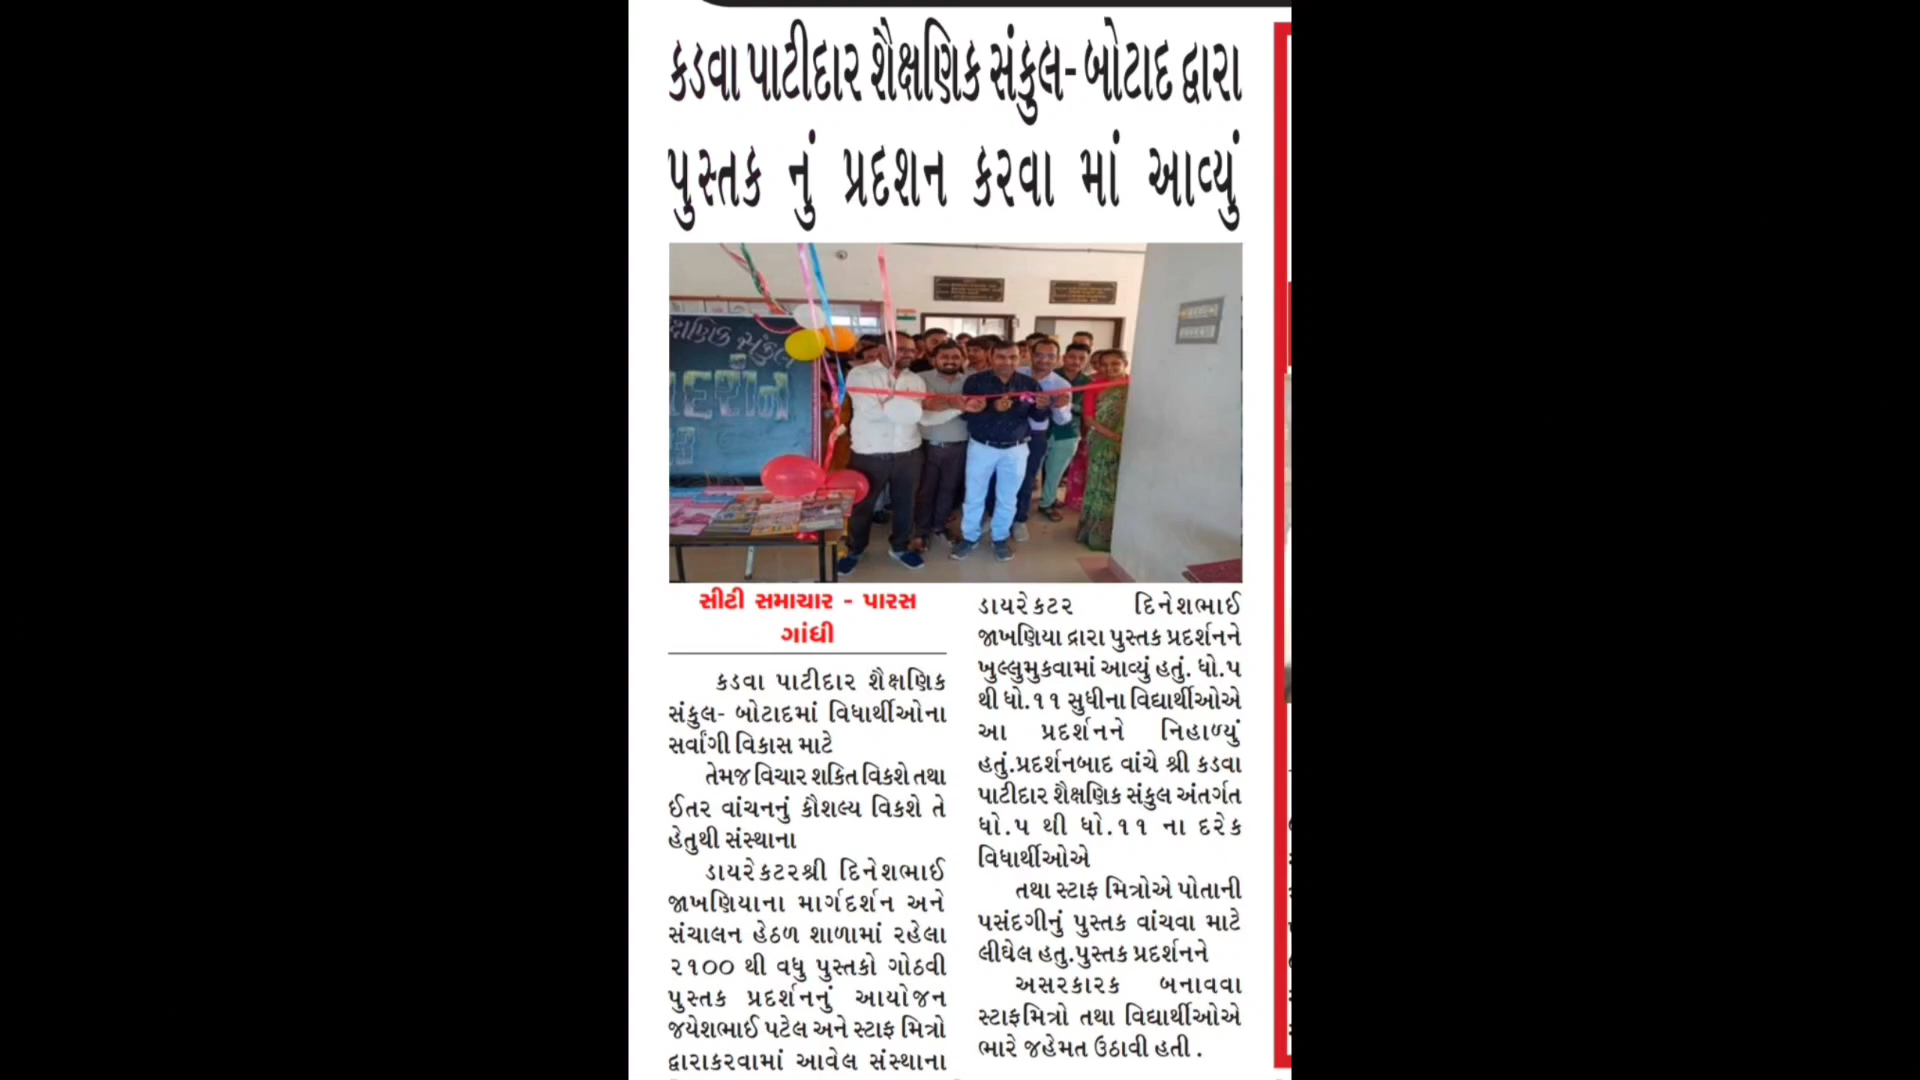 કડવા પાટીદાર શૈક્ષણિક સંકુલ- બોટાદ દ્વારા
પુસ્તક નું પ્રદશન કરવા માં આવ્યું
સીટી સમાચાર - પારસ
ગાંધી
કડવા પાટીદાર શૈક્ષણિક
સંકુલ- બોટાદમાં વિધાર્થીઓના
સર્વાંગી વિકાસ માટે
તેમજ વિચાર શકિત વિકશે તથા
ઈતર વાંચનનું કૌશલ્ય વિકશે તે
હેતુથી સંસ્થાના
ડાયરેકટરશ્રી દિનેશભાઈ
જાખણિયાના માર્ગદર્શન અને
સંચાલન હેઠળ શાળામાં રહેલા
૨૧૦૦ થી વધુ પુસ્તકો ગોઠવી
પુસ્તક પ્રદર્શનનું આયોજન
જયેશભાઈ પટેલ અને સ્ટાફ મિત્રો
દ્વારાકરવામાં આવેલ સંસ્થાના
ડાયરેકટર દિનેશભાઈ
જાખણિયા દ્રારા પુસ્તક પ્રદર્શનને
ખુલ્લુમુકવામાં આવ્યું હતું. ધો.૫
થી ધો.૧૧ સુધીના વિદ્યાર્થીઓએ
આ પ્રદર્શનને નિહાળ્યું
હતું.પ્રદર્શનબાદ વાંચે શ્રી કડવા
પાટીદાર શૈક્ષણિક સંકુલ અંતર્ગત
ધો.૫ થી ધો.૧૧ ના દરેક
વિધાર્થીઓએ
તથા સ્ટાફ મિત્રોએ પોતાની
પસંદગીનું પુસ્તક વાંચવા માટે
લીધેલ હતુ.પુસ્તક પ્રદર્શનને
અસરકારક બનાવવા
સ્ટાફમિત્રો તથા વિદ્યાર્થીઓએ
ભારે જહેમત ઉઠાવી હતી .